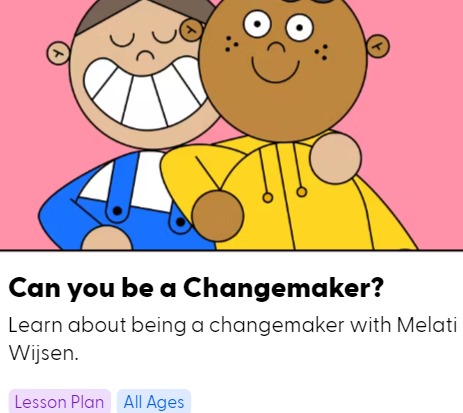 Can you be a Changemaker?
Learn about being a changemaker with Melati
Wijsen.
Lesson Plan All Ages